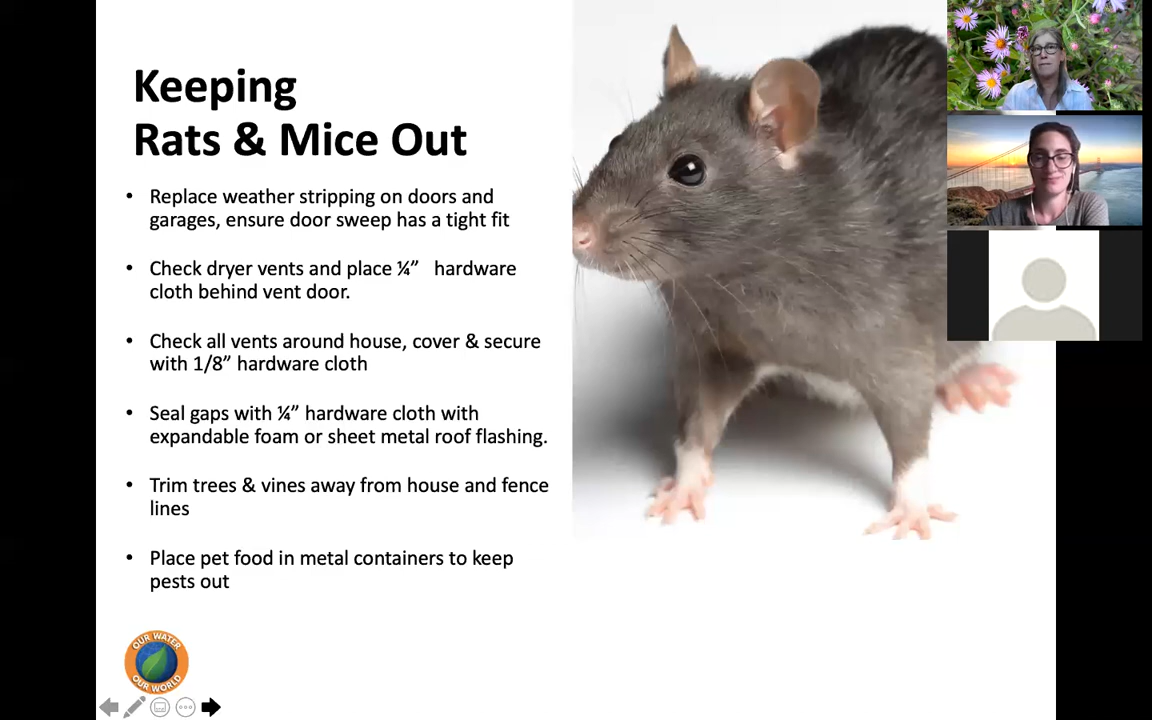 Keeping
Rats & Mice Out
• Replace weather stripping on doors and
garages, ensure door sweep has a tight fit
• Check dryer vents and place ¼” hardware
cloth behind vent door.
• Check all vents around house, cover & secure
with 1/8” hardware cloth
• Seal gaps with ¼” hardware cloth with
expandable foam or sheet metal roof flashing.
• Trim trees & vines away from house and fence
lines
• Place pet food in metal containers to keep
pests out
OUR WATER
OUR WORLD